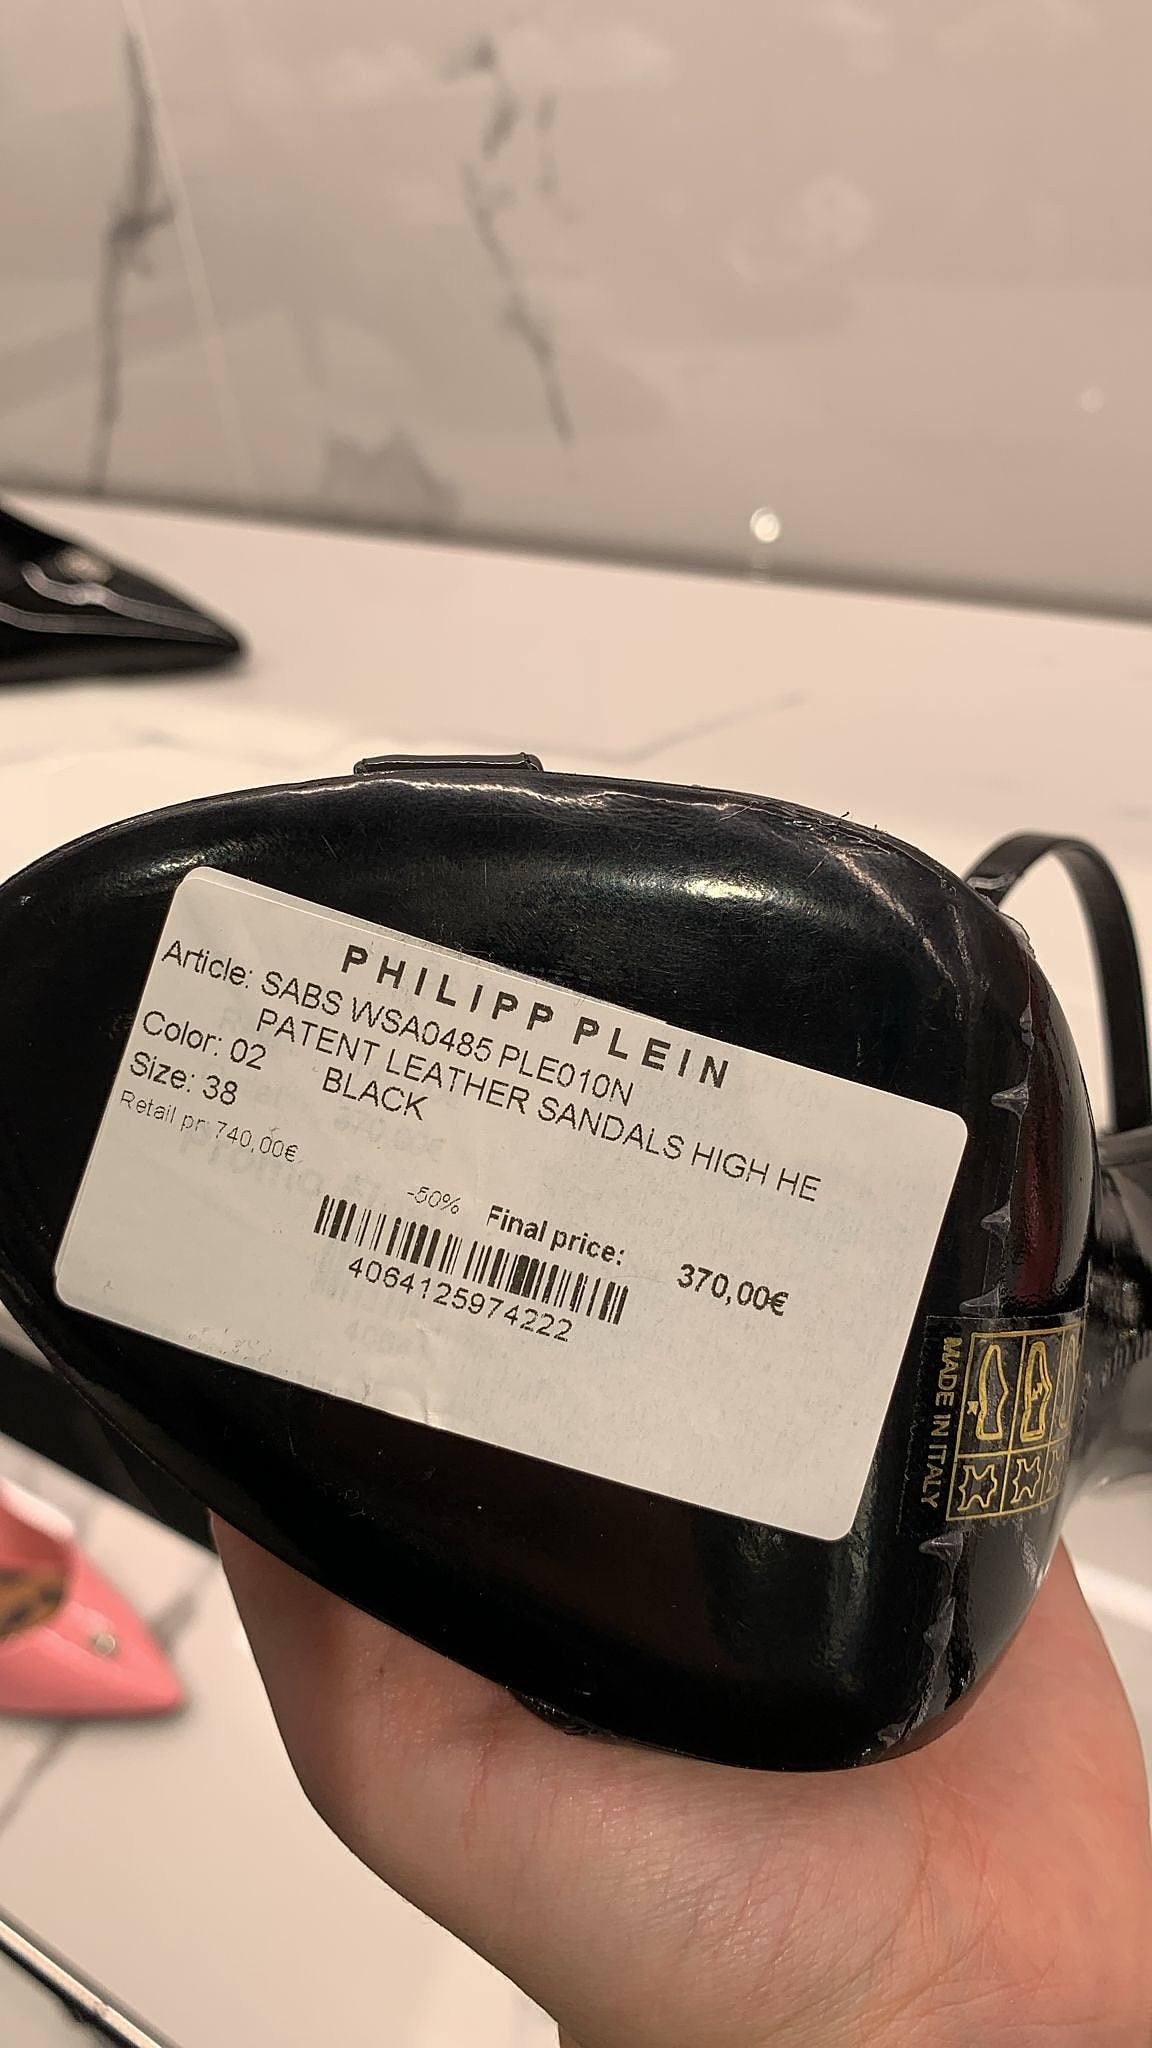 PHILIPP PLEIN
Article: SABS WSA0485 PLE010N
PATENT LEATHER SANDALS HIGH HE
Color: 02 BLACK
Size: 38
Retail pr: 740,00€
-50% Final price: 370,00€
4064125974222
MADE IN ITALY